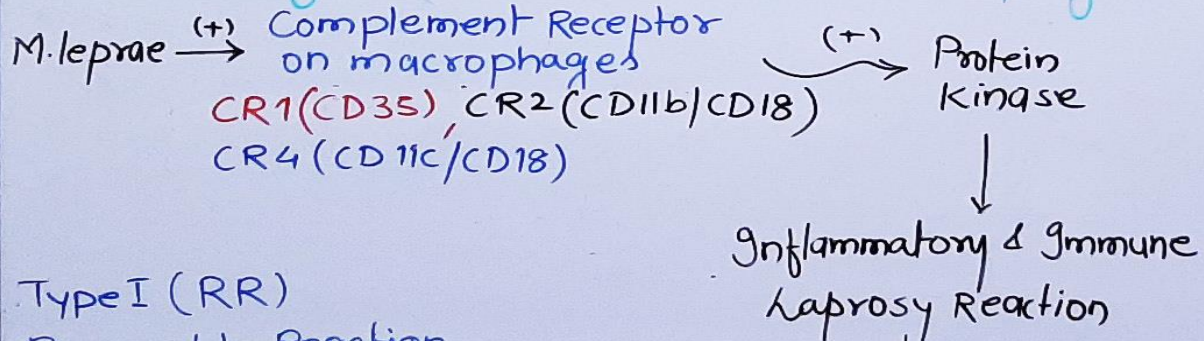 M.leprae (+) Complement Receptor
on macrophages (+) Protein
Kinase
CR1(CD35), CR2(CD11b/CD18)
CR4(CD11c/CD18)
Inflammatory & Immune
Laprosy Reaction
Type I (RR)
Reaction